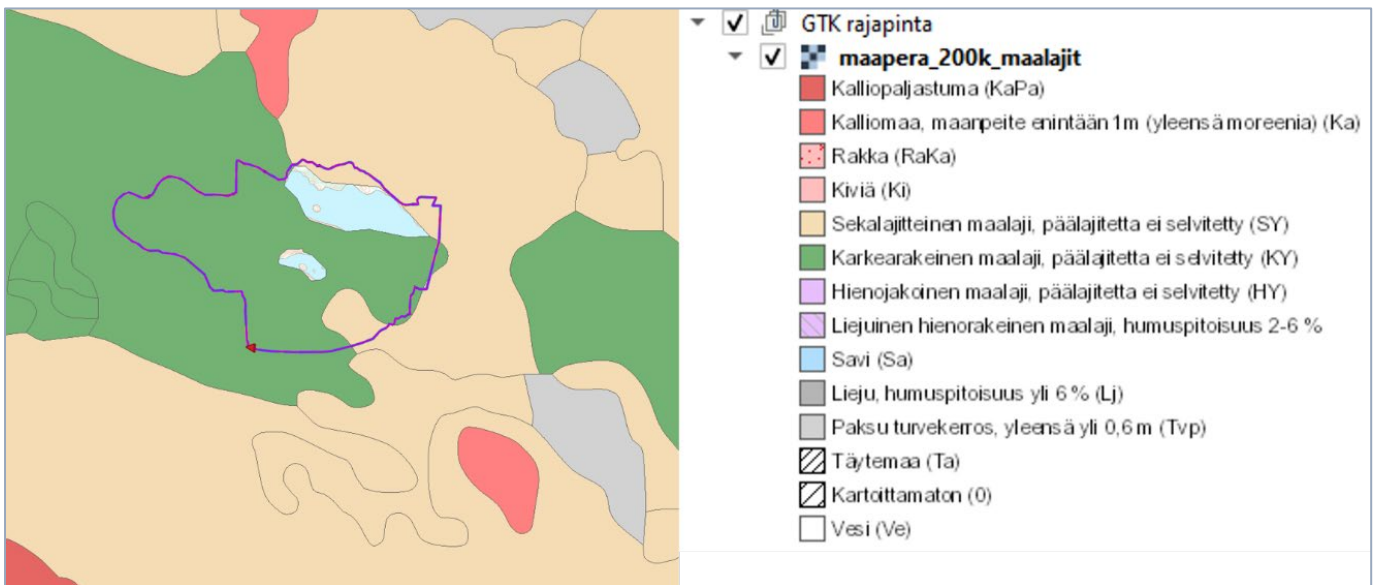 GTK rajapinta
maapera_200k_maalajit
Kalliopaljastuma (KaPa)
Kalliomaa, maanpeite enintään 1m (yleensä moreenia) (Ka)
Rakka (RaKa)
Kiviä (Ki)
Sekalajitteinen maalaji, päälajitetta ei selvitetty (SY)
Karkearakeinen maalaji, päälajitetta ei selvitetty (KY)
Hienojakoinen maalaji, päälajitetta ei selvitetty (HY)
Liejuinen hienorakeinen maalaji, humuspitoisuus 2-6 %
Savi (Sa)
Lieju, humuspitoisuus yli 6 % (Lj)
Paksu turvekerros, yleensä yli 0,6 m (Tvp)
Täytemaa (Ta)
Kartoittamaton (0)
Vesi (Ve)